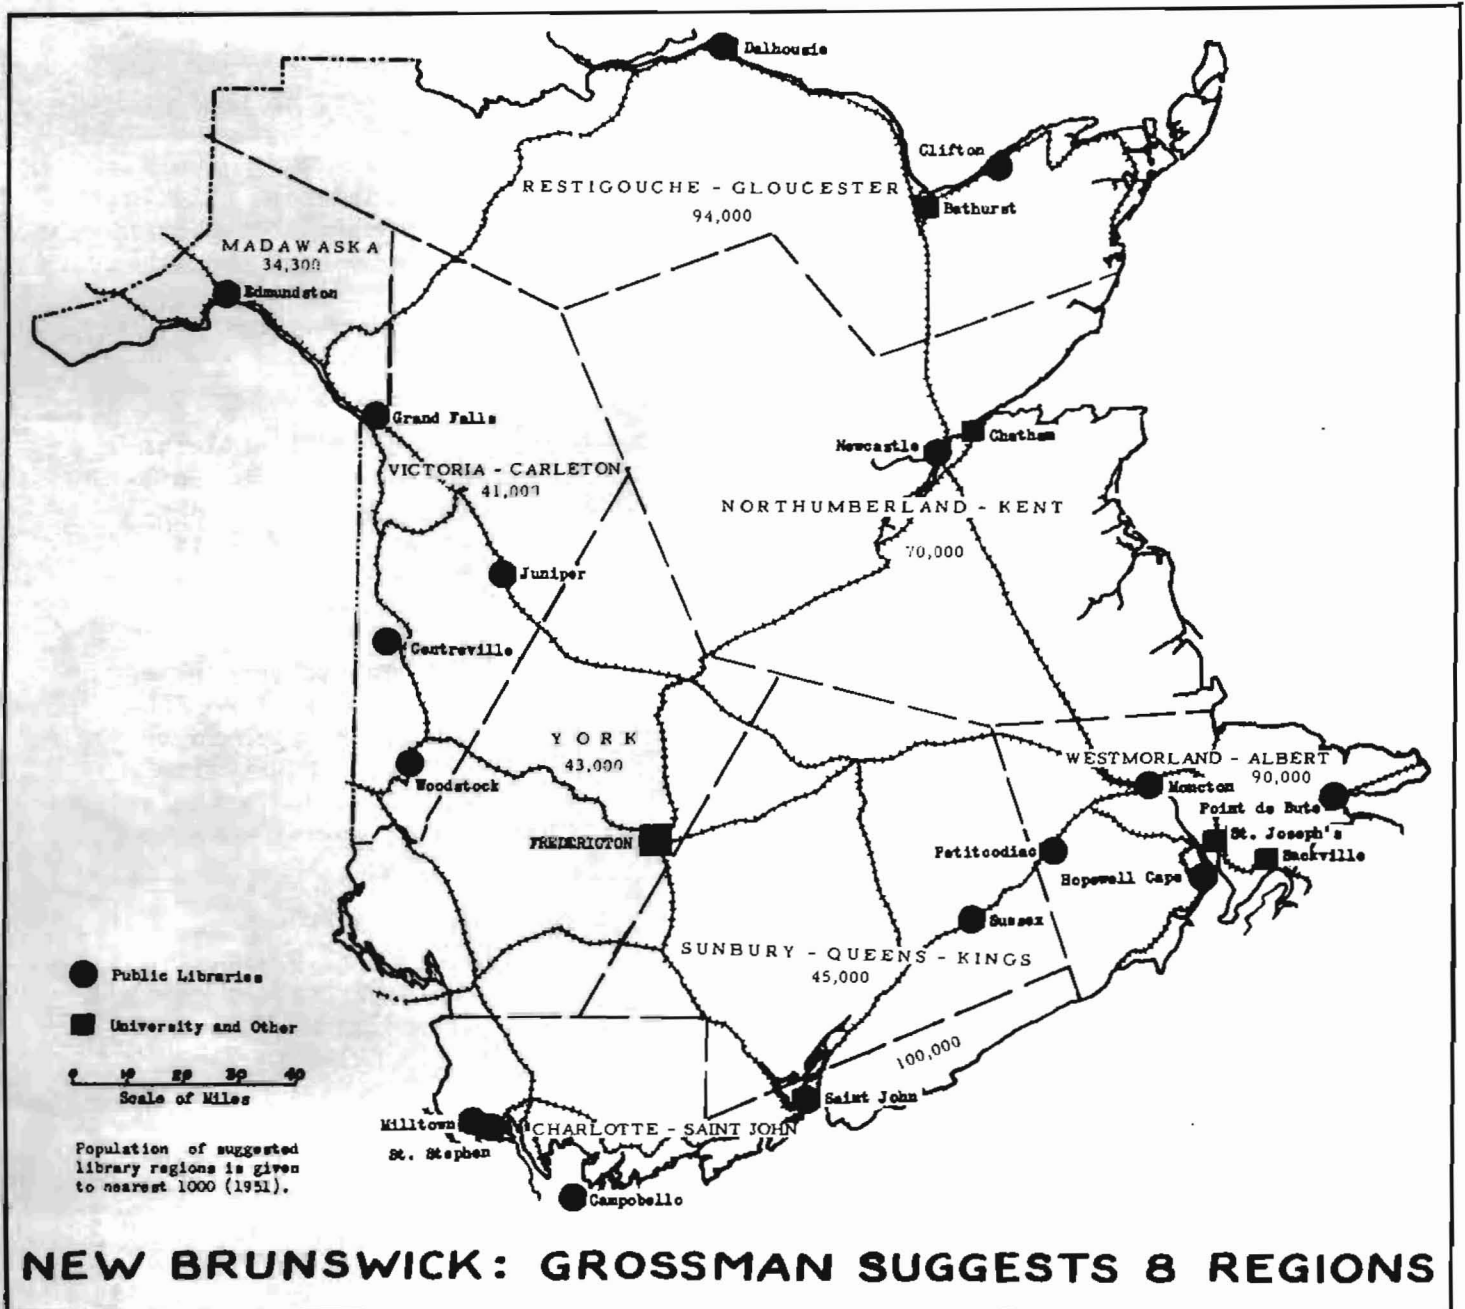 Dalhousie
Clifton
RESTIGOUCHE - GLOUCESTER
94,000
Bathurst
MADAWASKA
34,300
Edmundston
Grand Falls
Chatham
Newcastle
VICTORIA - CARLETON
41,000
NORTHUMBERLAND - KENT
70,000
Juniper
Centreville
YORK
43,000
WESTMORLAND - ALBERT
90,000
Woodstock
Moncton
Point de Bute
FREDERICTON
St. Joseph's
Petitcodiac
Sackville
Hopewell Cape
Sussex
SUNBURY - QUEENS - KINGS
45,000
Public Libraries
University and Other
100,000
0 10 20 30 40
Scale of Miles
Saint John
Milltown
CHARLOTTE - SAINT JOHN
St. Stephen
Campobello
Population of suggested
library regions is given
to nearest 1000 (1951).
NEW BRUNSWICK: GROSSMAN SUGGESTS 8 REGIONS